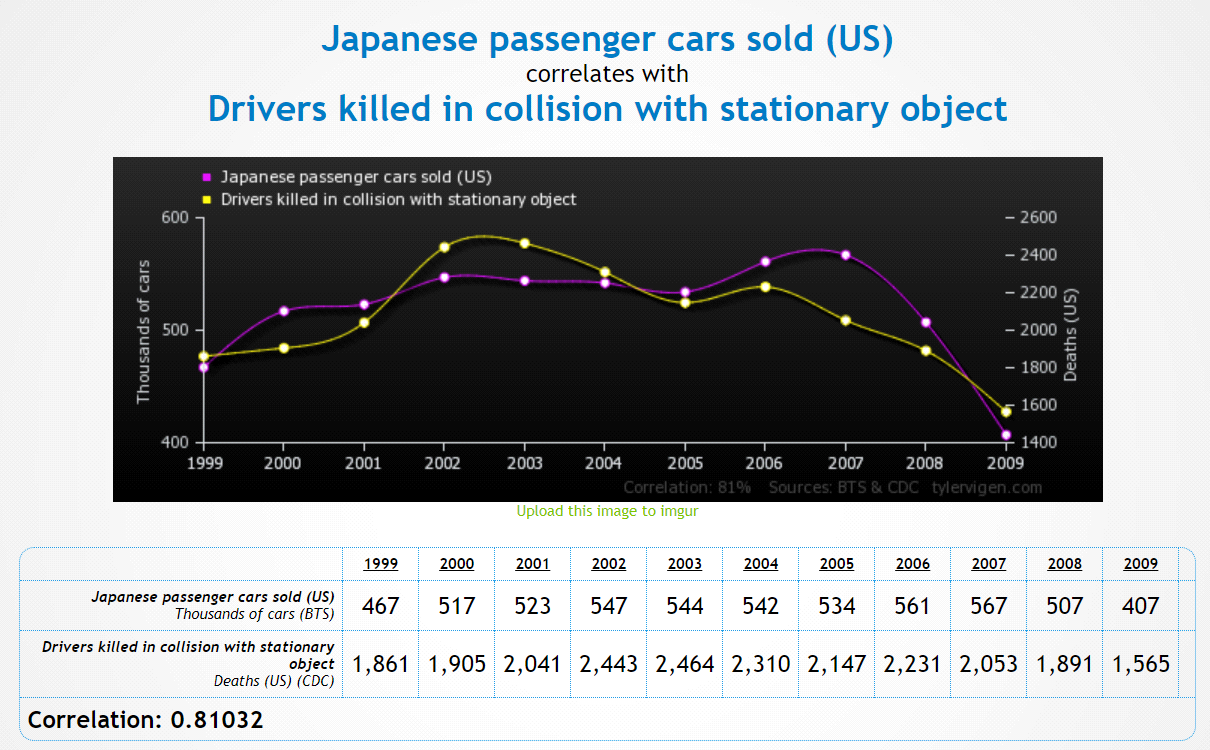 Japanese passenger cars sold (US)
correlates with
Drivers killed in collision with stationary object
Japanese passenger cars sold (US)
Drivers killed in collision with stationary object
600
500
400
Thousands of cars
2600
2400
2200
2000
1800
1600
1400
Deaths (US)
1999 2000 2001 2002 2003 2004 2005 2006 2007 2008 2009
Correlation: 81% Sources: BTS & CDC tylervigen.com
Upload this image to imgur
1999 2000 2001 2002 2003 2004 2005 2006 2007 2008 2009
Japanese passenger cars sold (US)
Thousands of cars (BTS)
467 517 523 547 544 542 534 561 567 507 407
Drivers killed in collision with stationary
object
Deaths (US) (CDC)
1,861 1,905 2,041 2,443 2,464 2,310 2,147 2,231 2,053 1,891 1,565
Correlation: 0.81032